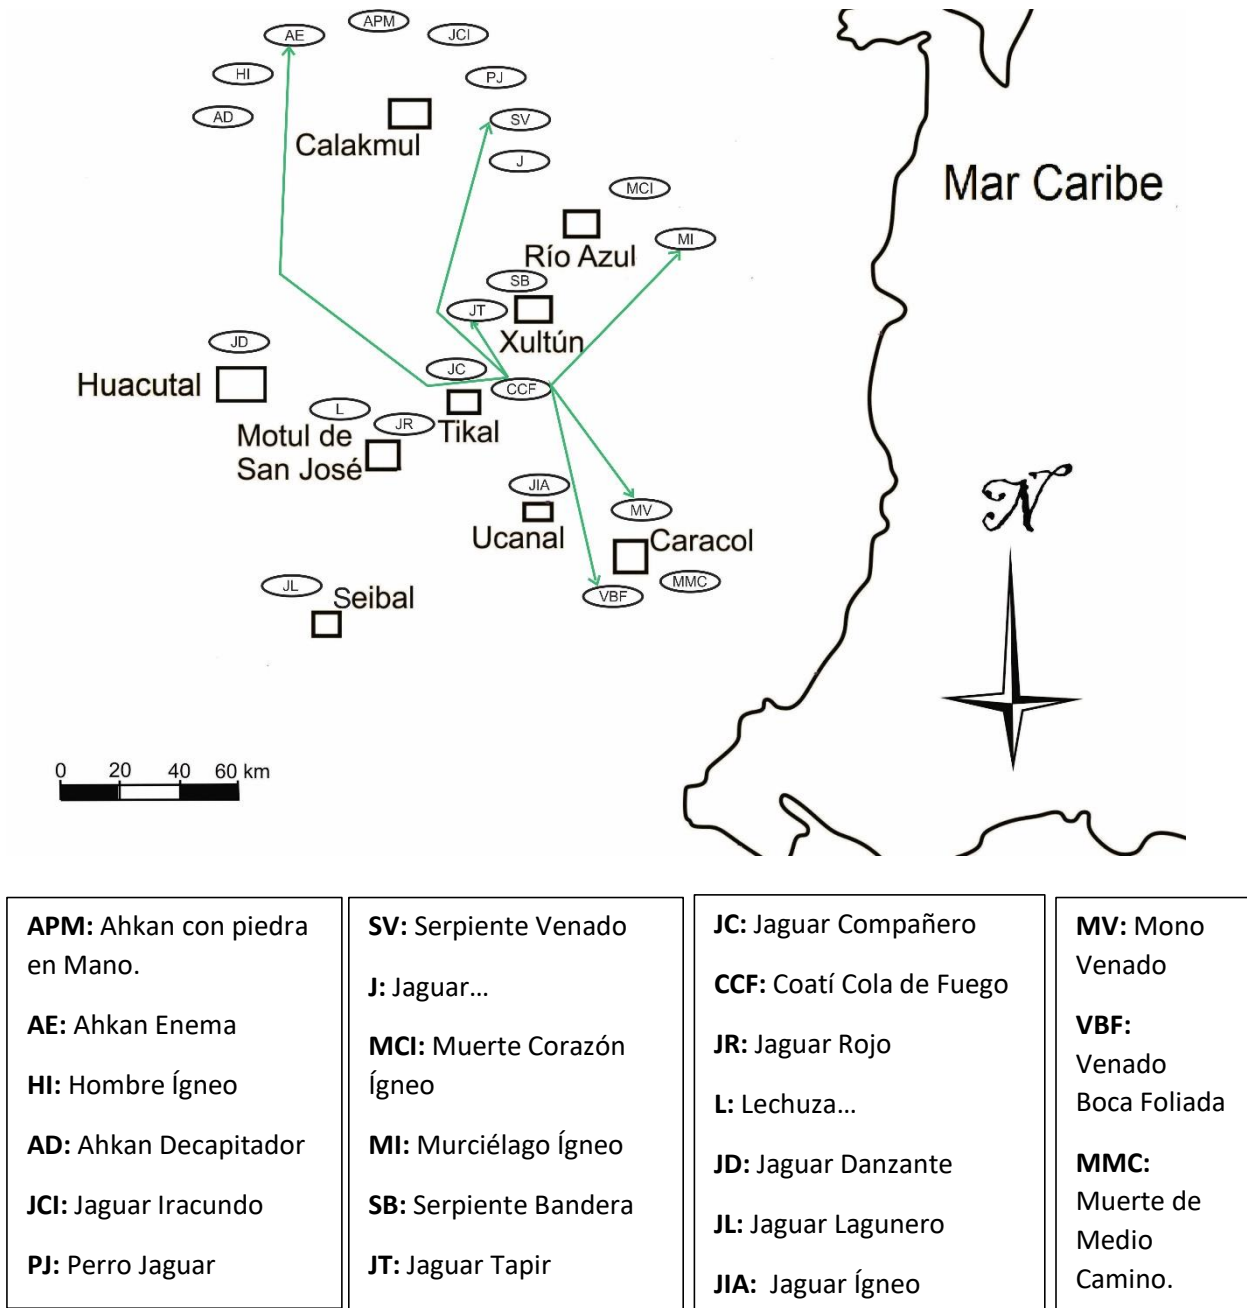 APM
AE
JCI
HI
PJ
AD
SV
Calakmul
J
MCI
Mar Caribe
MI
Río Azul
SB
JT
Xultún
JD
JC
Huacutal
CCF
L
JR
Tikal
Motul de
San José
JIA
MV
Ucanal
Caracol
N
JL
MMC
Seibal
VBF
0 20 40 60 km
APM: Ahkan con piedra
en Mano.
AE: Ahkan Enema
HI: Hombre Ígneo
AD: Ahkan Decapitador
JCI: Jaguar Iracundo
PJ: Perro Jaguar
SV: Serpiente Venado
J: Jaguar...
MCI: Muerte Corazón
Ígneo
MI: Murciélago Ígneo
SB: Serpiente Bandera
JT: Jaguar Tapir
JC: Jaguar Compañero
CCF: Coatí Cola de Fuego
JR: Jaguar Rojo
L: Lechuza...
JD: Jaguar Danzante
JL: Jaguar Lagunero
JIA: Jaguar Ígneo
MV: Mono
Venado
VBF:
Venado
Boca Foliada
MMC:
Muerte de
Medio
Camino.